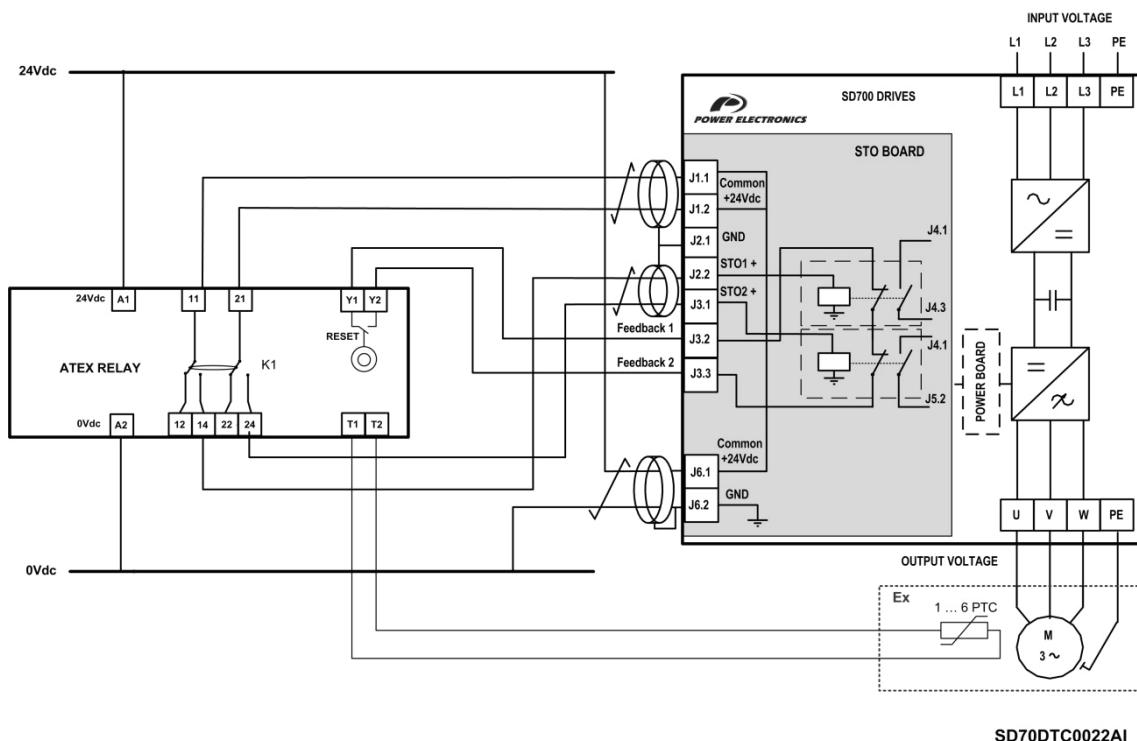 INPUT VOLTAGE
L1 L2 L3 PE
24Vdc
L1 L2 L3 PE
SD700 DRIVES
POWER ELECTRONICS
STO BOARD
J1.1
Common
+24Vdc
J1.2
J2.1
GND
J2.2
STO1 +
J3.1
STO2 +
Feedback 1
J3.2
Feedback 2
J3.3
J4.1
J4.3
J4.1
J5.2
POWER BOARD
24Vdc
A1
11
21
Y1
Y2
RESET
ATEX RELAY
K1
0Vdc
A2
12
14
22
24
T1
T2
Common
+24Vdc
J6.1
J6.2
GND
U V W PE
0Vdc
OUTPUT VOLTAGE
Ex
1 ... 6 PTC
M
3 ~
SD70DTC0022AI